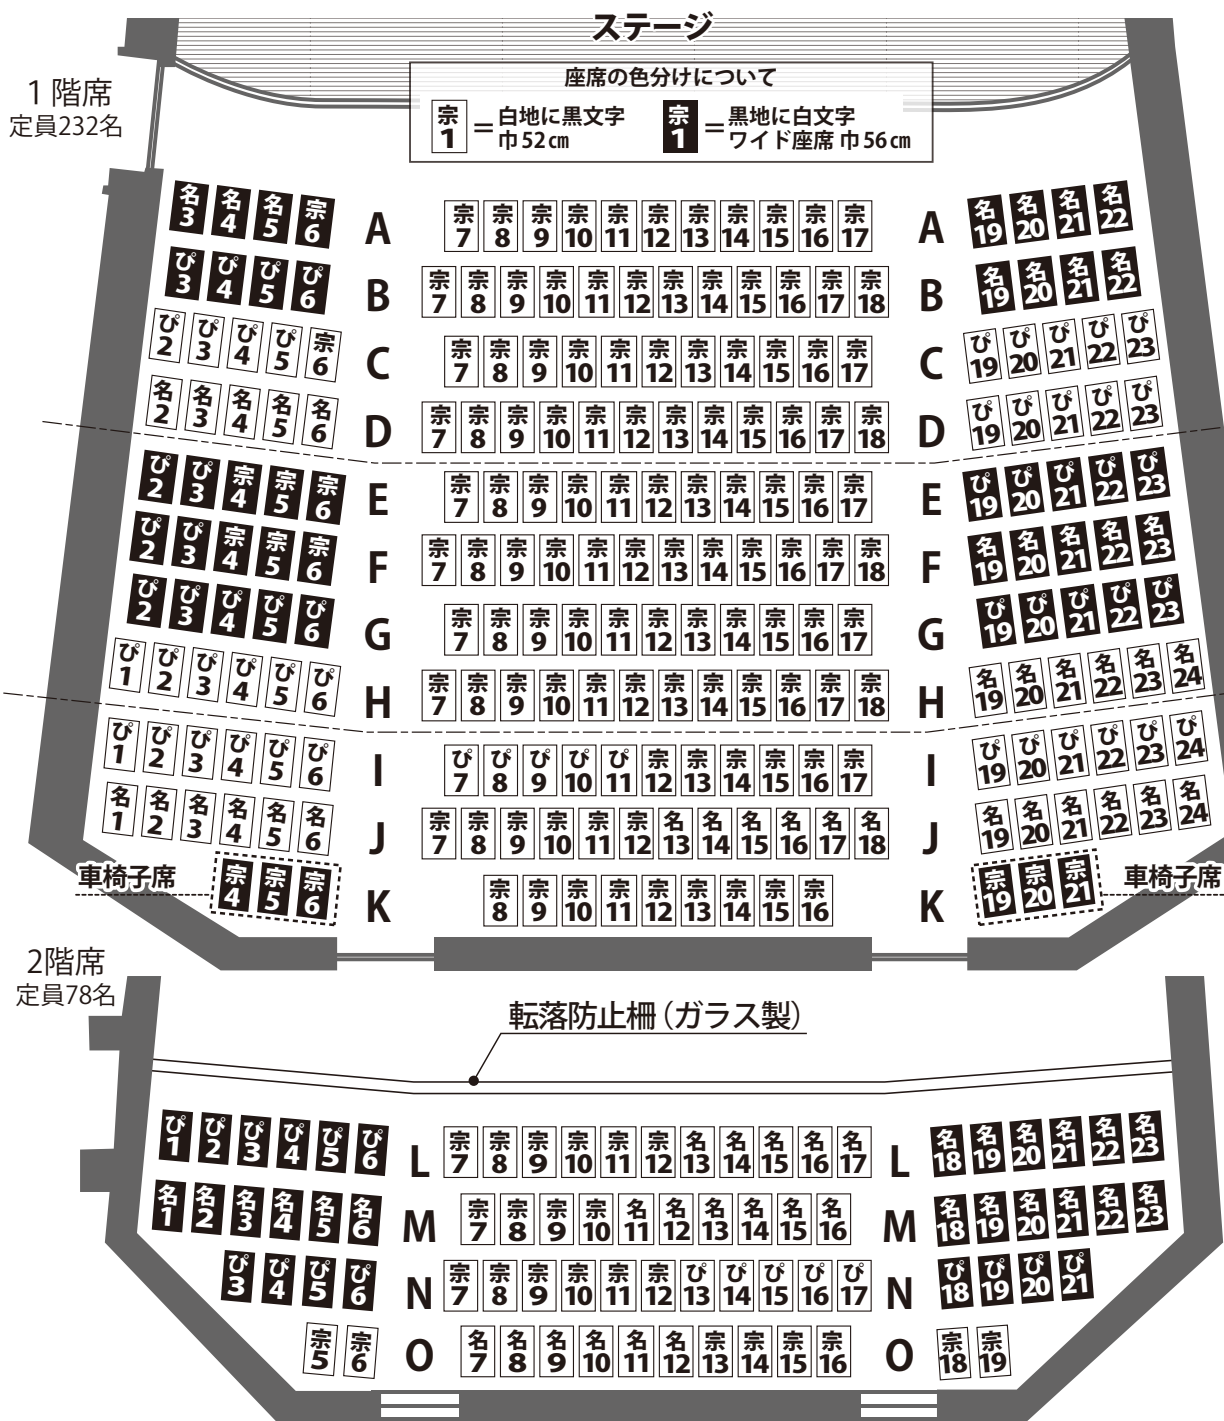 ステージ
座席の色分けについて
宗1 ＝白地に黒文字 巾52㎝
宗1 ＝黒地に白文字 ワイド座席 巾56㎝
1階席
定員232名
名3 名4 名5 宗6 A 宗7 宗8 宗9 宗10 宗11 宗12 宗13 宗14 宗15 宗16 宗17 A 名19 名20 名21 名22
ぴ3 ぴ4 ぴ5 ぴ6 B 宗7 宗8 宗9 宗10 宗11 宗12 宗13 宗14 宗15 宗16 宗17 宗18 B 名19 名20 名21 名22
ぴ2 ぴ3 ぴ4 ぴ5 宗6 C 宗7 宗8 宗9 宗10 宗11 宗12 宗13 宗14 宗15 宗16 宗17 C ぴ19 ぴ20 ぴ21 ぴ22 ぴ23
名2 名3 名4 名5 名6 D 宗7 宗8 宗9 宗10 宗11 宗12 宗13 宗14 宗15 宗16 宗17 宗18 D ぴ19 ぴ20 ぴ21 ぴ22 ぴ23
ぴ2 ぴ3 宗4 宗5 宗6 E 宗7 宗8 宗9 宗10 宗11 宗12 宗13 宗14 宗15 宗16 宗17 E ぴ19 ぴ20 ぴ21 ぴ22 ぴ23
ぴ2 ぴ3 宗4 宗5 宗6 F 宗7 宗8 宗9 宗10 宗11 宗12 宗13 宗14 宗15 宗16 宗17 宗18 F 名19 名20 名21 名22 名23
ぴ2 ぴ3 ぴ4 ぴ5 ぴ6 G 宗7 宗8 宗9 宗10 宗11 宗12 宗13 宗14 宗15 宗16 宗17 G ぴ19 ぴ20 ぴ21 ぴ22 ぴ23
ぴ1 ぴ2 ぴ3 ぴ4 ぴ5 ぴ6 H 宗7 宗8 宗9 宗10 宗11 宗12 宗13 宗14 宗15 宗16 宗17 宗18 H 名19 名20 名21 名22 名23 名24
ぴ1 ぴ2 ぴ3 ぴ4 ぴ5 ぴ6 I ぴ7 ぴ8 ぴ9 ぴ10 ぴ11 宗12 宗13 宗14 宗15 宗16 宗17 I ぴ19 ぴ20 ぴ21 ぴ22 ぴ23 ぴ24
名1 名2 名3 名4 名5 名6 J 宗7 宗8 宗9 宗10 宗11 宗12 名13 名14 名15 名16 名17 名18 J 名19 名20 名21 名22 名23 名24
車椅子席 宗4 宗5 宗6 K 宗8 宗9 宗10 宗11 宗12 宗13 宗14 宗15 宗16 K 宗19 宗20 宗21 車椅子席
2階席
定員78名
転落防止柵（ガラス製）
ぴ1 ぴ2 ぴ3 ぴ4 ぴ5 ぴ6 L 宗7 宗8 宗9 宗10 宗11 宗12 名13 名14 名15 名16 名17 L 名18 名19 名20 名21 名22 名23
名1 名2 名3 名4 名5 名6 M 宗7 宗8 宗9 宗10 名11 名12 名13 名14 名15 名16 M 名18 名19 名20 名21 名22 名23
ぴ3 ぴ4 ぴ5 ぴ6 N 宗7 宗8 宗9 宗10 宗11 宗12 ぴ13 ぴ14 ぴ15 ぴ16 ぴ17 N ぴ18 ぴ19 ぴ20 ぴ21
宗5 宗6 O 名7 名8 名9 名10 名11 名12 宗13 宗14 宗15 宗16 O 宗18 宗19